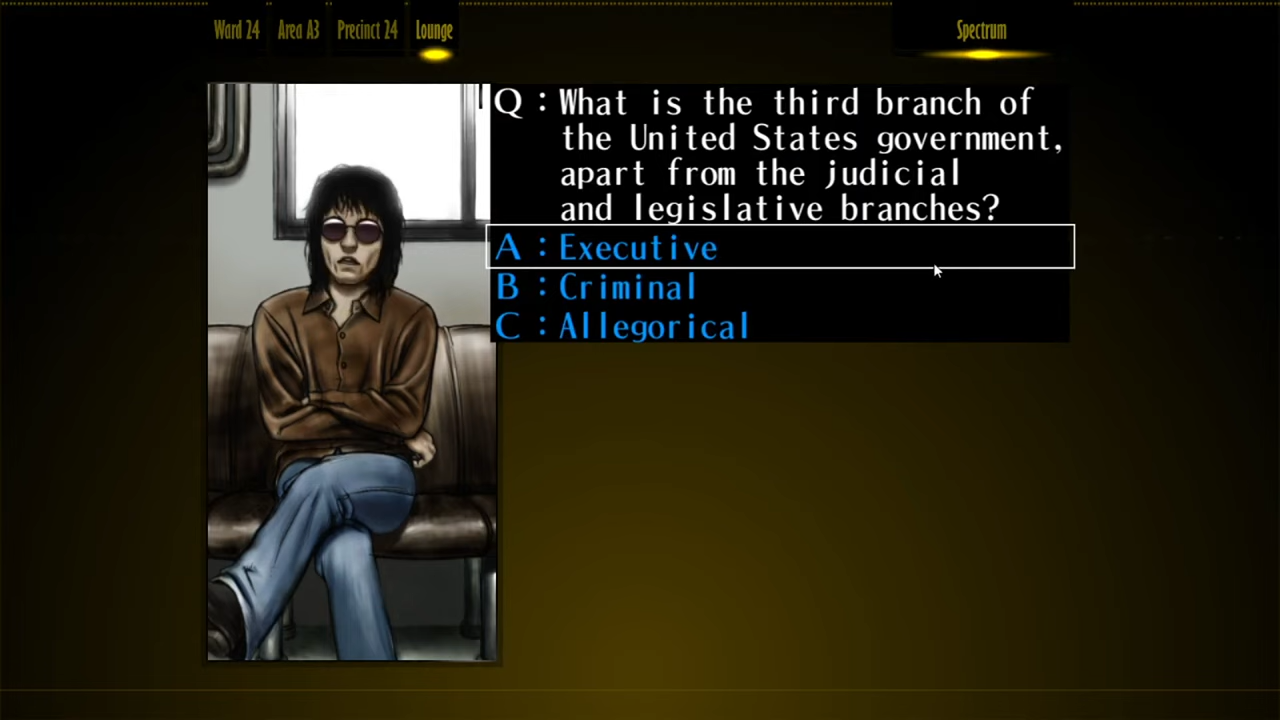 Ward 24 Area A3 Precinct 24 Lounge Spectrum
Q : What is the third branch of
the United States government,
apart from the judicial
and legislative branches?
A : Executive
B : Criminal
C : Allegorical